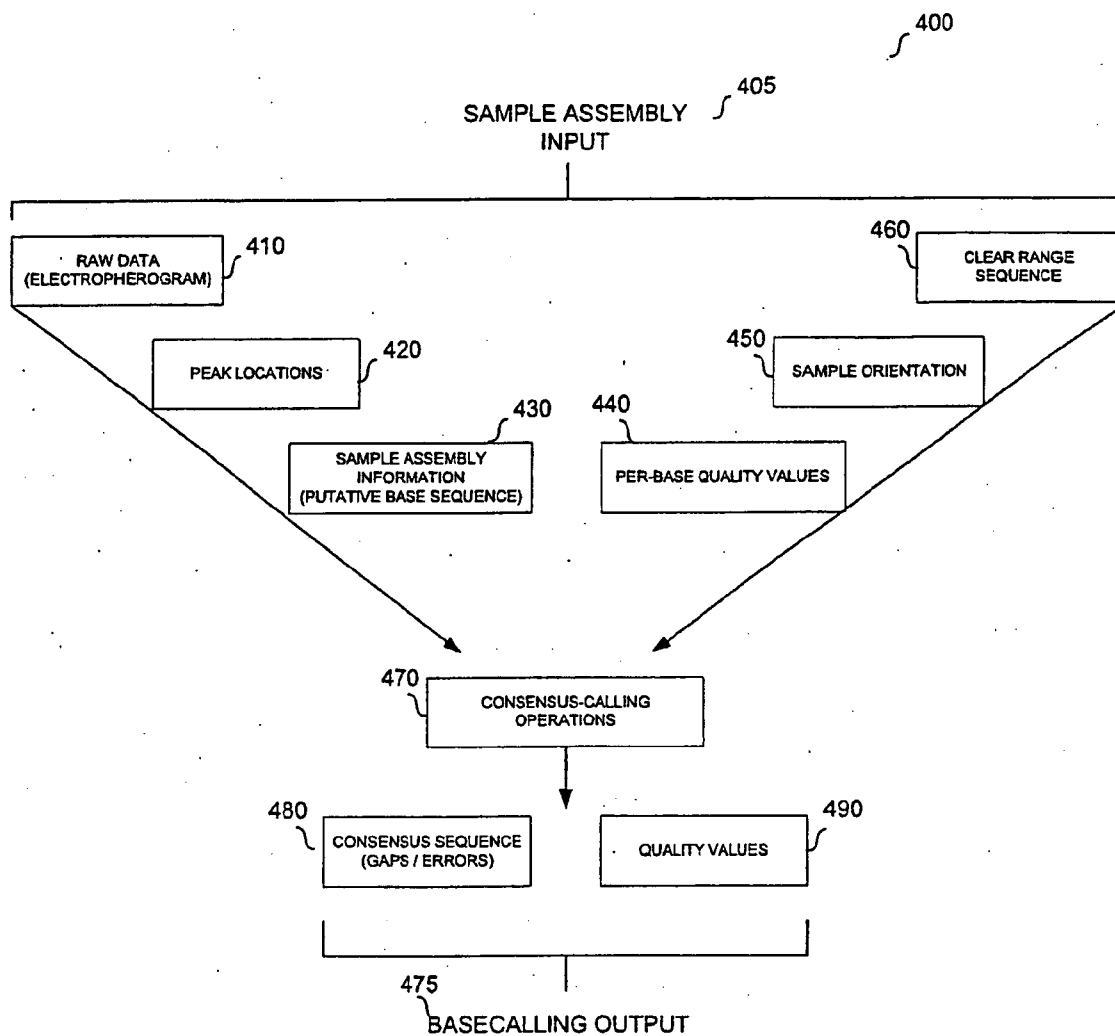 400
405
SAMPLE ASSEMBLY
INPUT
410
RAW DATA
(ELECTROPHEROGRAM)
460
CLEAR RANGE
SEQUENCE
420
PEAK LOCATIONS
450
SAMPLE ORIENTATION
430
SAMPLE ASSEMBLY
INFORMATION
(PUTATIVE BASE SEQUENCE)
440
PER-BASE QUALITY VALUES
470
CONSENSUS-CALLING
OPERATIONS
480
CONSENSUS SEQUENCE
(GAPS / ERRORS)
490
QUALITY VALUES
475
BASECALLING OUTPUT